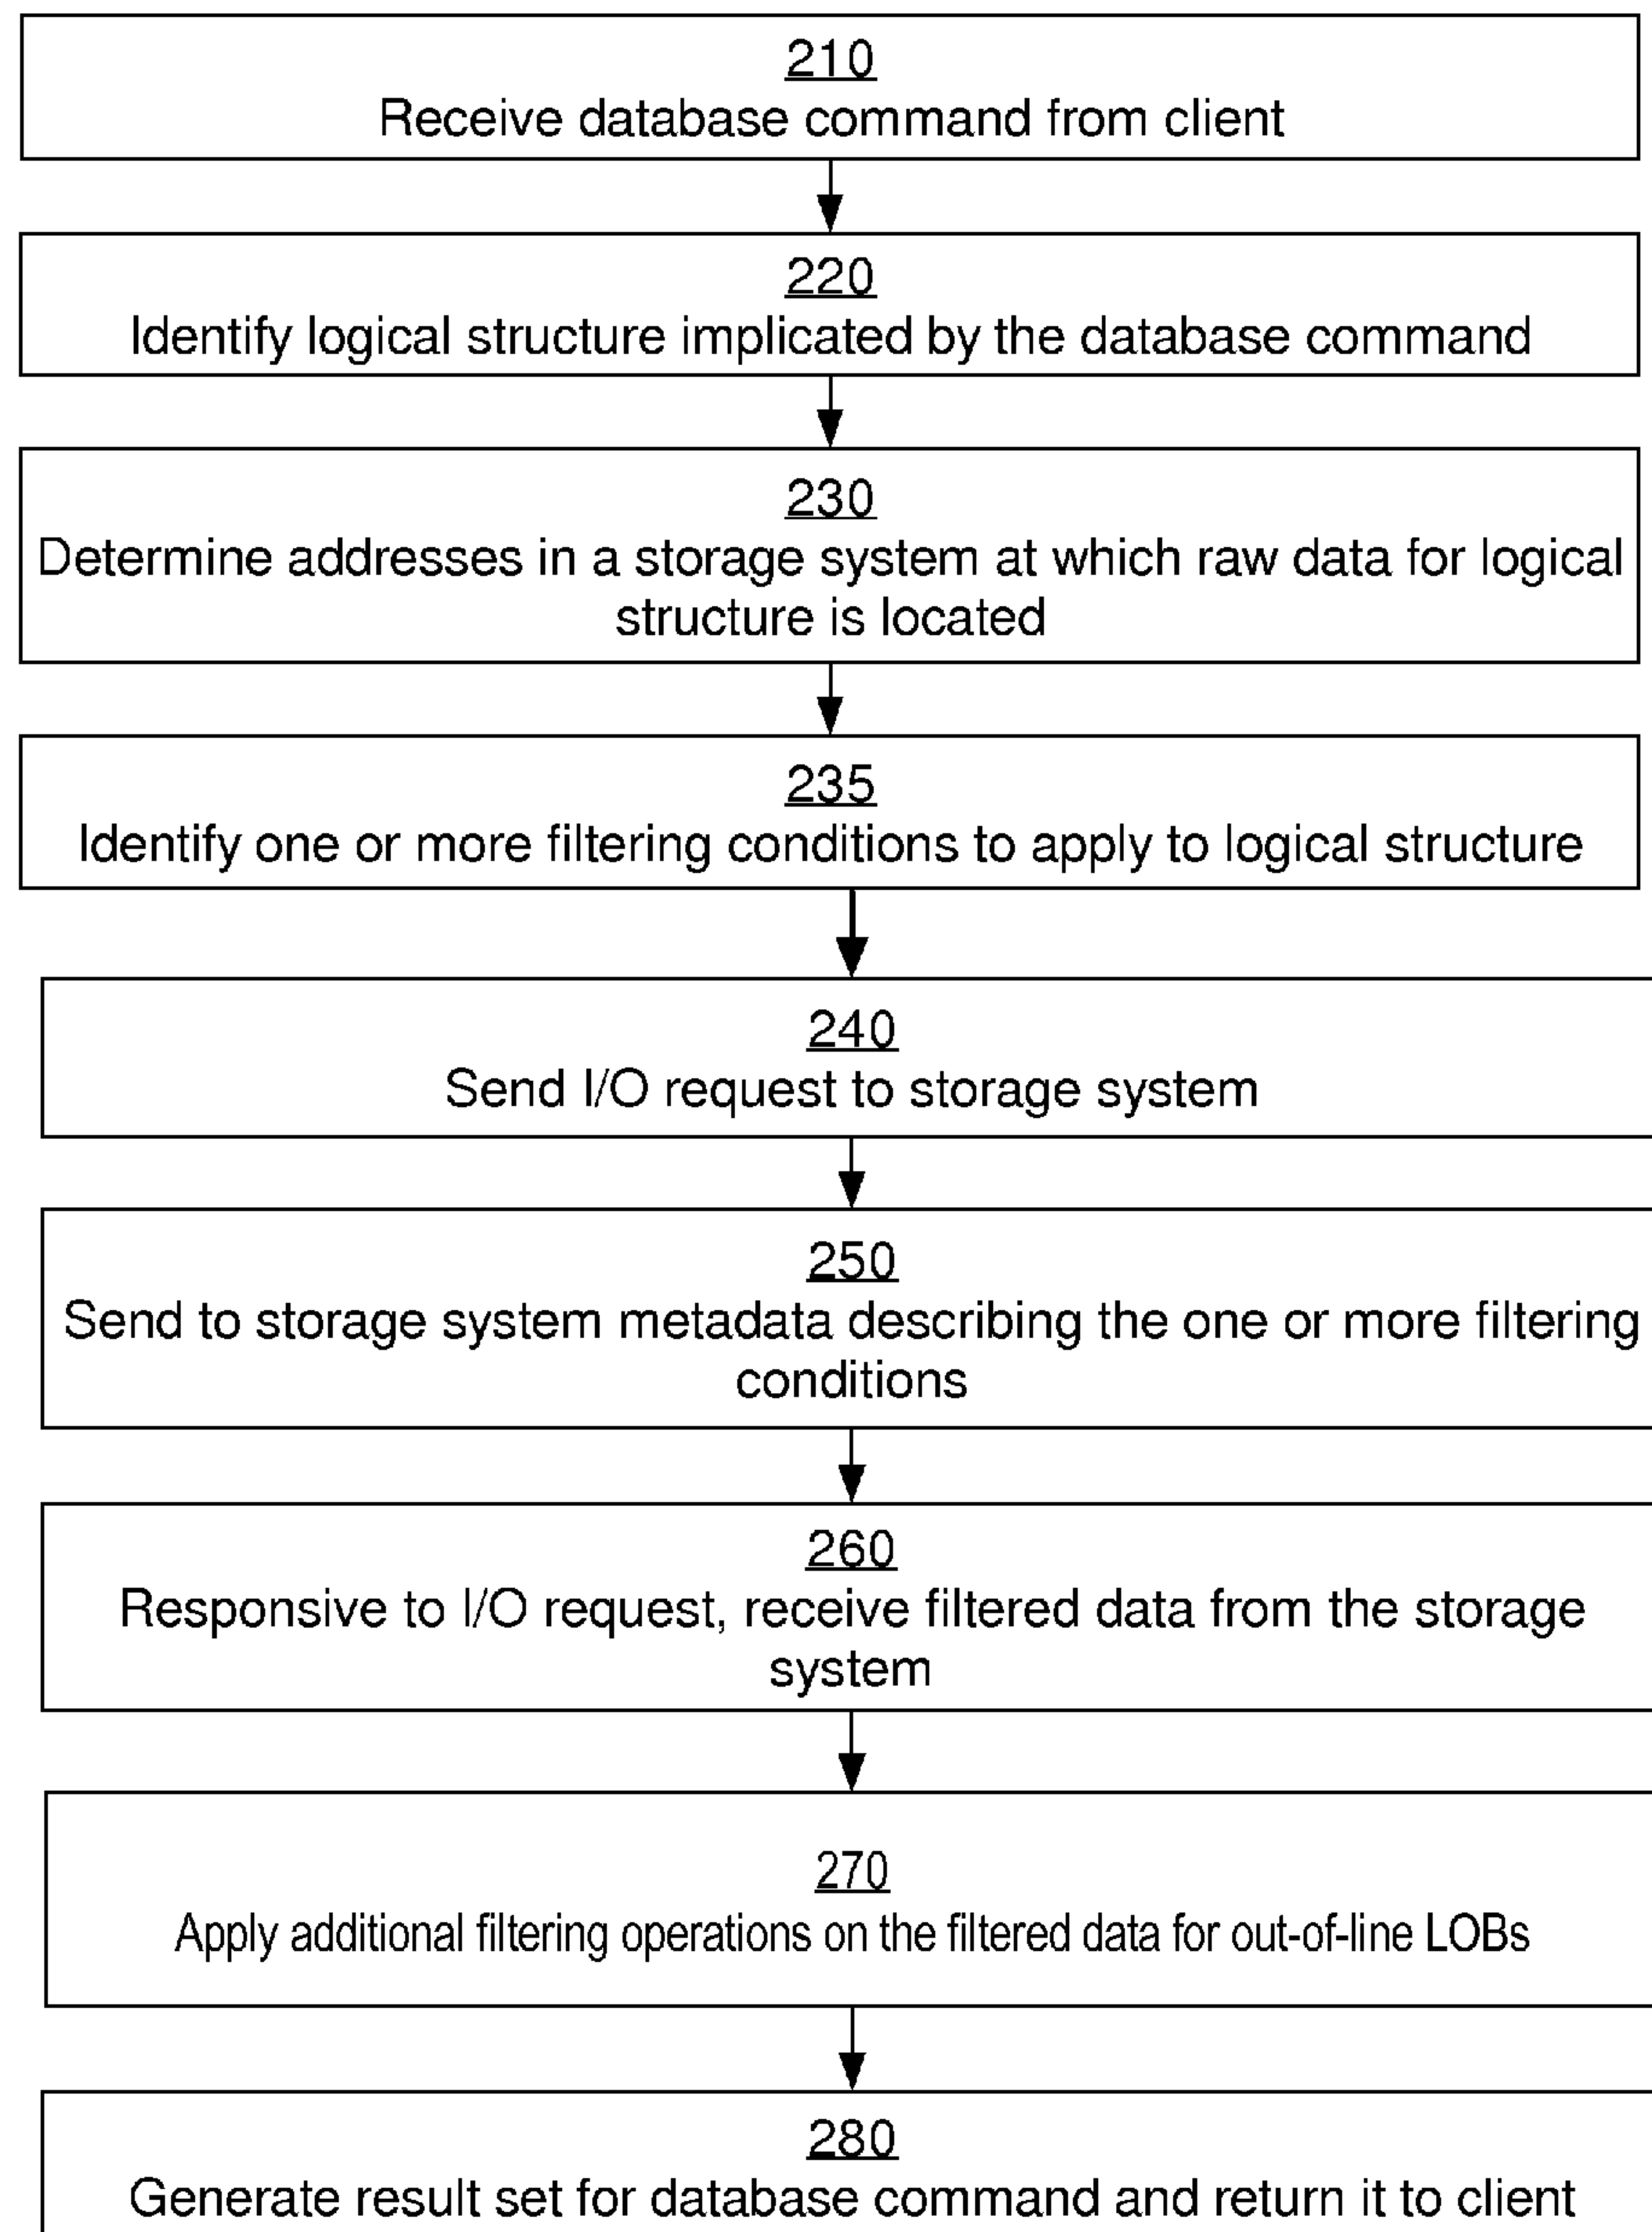 210
Receive database command from client
220
Identify logical structure implicated by the database command
230
Determine addresses in a storage system at which raw data for logical
structure is located
235
Identify one or more filtering conditions to apply to logical structure
240
Send I/O request to storage system
250
Send to storage system metadata describing the one or more filtering
conditions
260
Responsive to I/O request, receive filtered data from the storage
system
270
Apply additional filtering operations on the filtered data for out-of-line LOBs
280
Generate result set for database command and return it to client